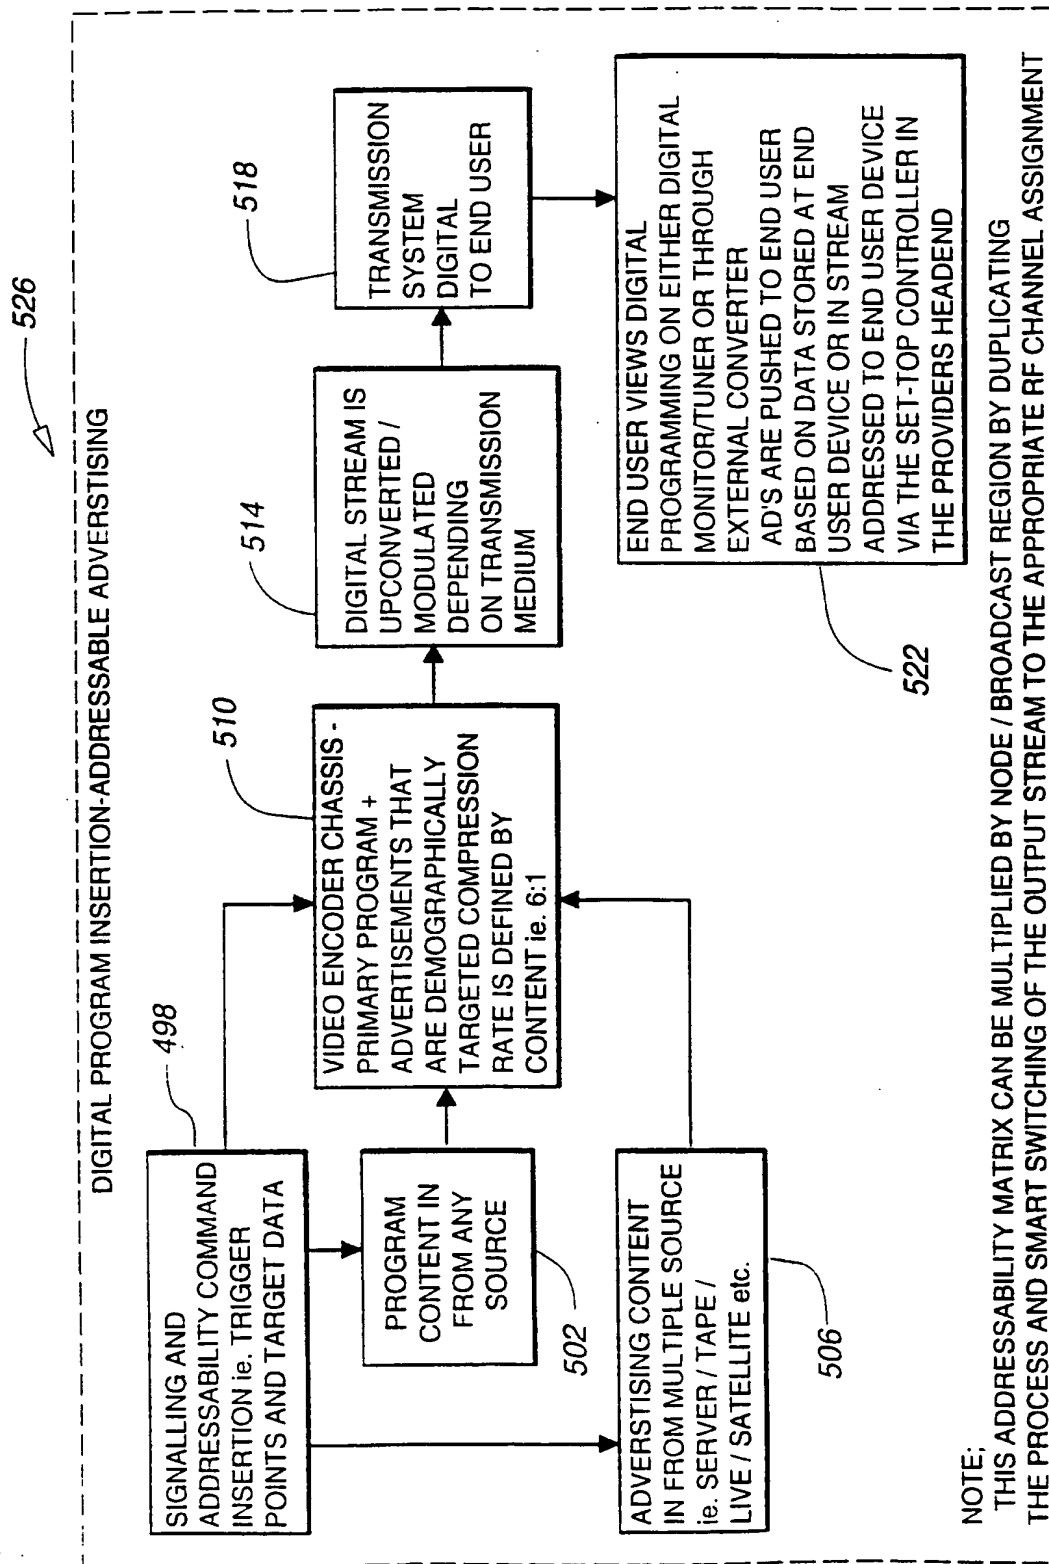 526
DIGITAL PROGRAM INSERTION-ADDRESSABLE ADVERSTISING
498
SIGNALLING AND
ADDRESSABILITY COMMAND
INSERTION ie. TRIGGER
POINTS AND TARGET DATA
PROGRAM
CONTENT IN
FROM ANY
SOURCE
502
ADVERSTISING CONTENT
IN FROM MULTIPLE SOURCE
ie. SERVER / TAPE /
LIVE / SATELLITE etc.
506
510
VIDEO ENCODER CHASSIS -
PRIMARY PROGRAM +
ADVERTISEMENTS THAT
ARE DEMOGRAPHICALLY
TARGETED COMPRESSION
RATE IS DEFINED BY
CONTENT ie. 6:1
514
DIGITAL STREAM IS
UPCONVERTED /
MODULATED
DEPENDING
ON TRANSMISSION
MEDIUM
518
TRANSMISSION
SYSTEM
DIGITAL
TO END USER
END USER VIEWS DIGITAL
PROGRAMMING ON EITHER DIGITAL
MONITOR/TUNER OR THROUGH
EXTERNAL CONVERTER
AD'S ARE PUSHED TO END USER
BASED ON DATA STORED AT END
USER DEVICE OR IN STREAM
ADDRESSED TO END USER DEVICE
VIA THE SET-TOP CONTROLLER IN
THE PROVIDERS HEADEND
522
NOTE;
THIS ADDRESSABILITY MATRIX CAN BE MULTIPLIED BY NODE / BROADCAST REGION BY DUPLICATING
THE PROCESS AND SMART SWITCHING OF THE OUTPUT STREAM TO THE APPROPRIATE RF CHANNEL ASSIGNMENT